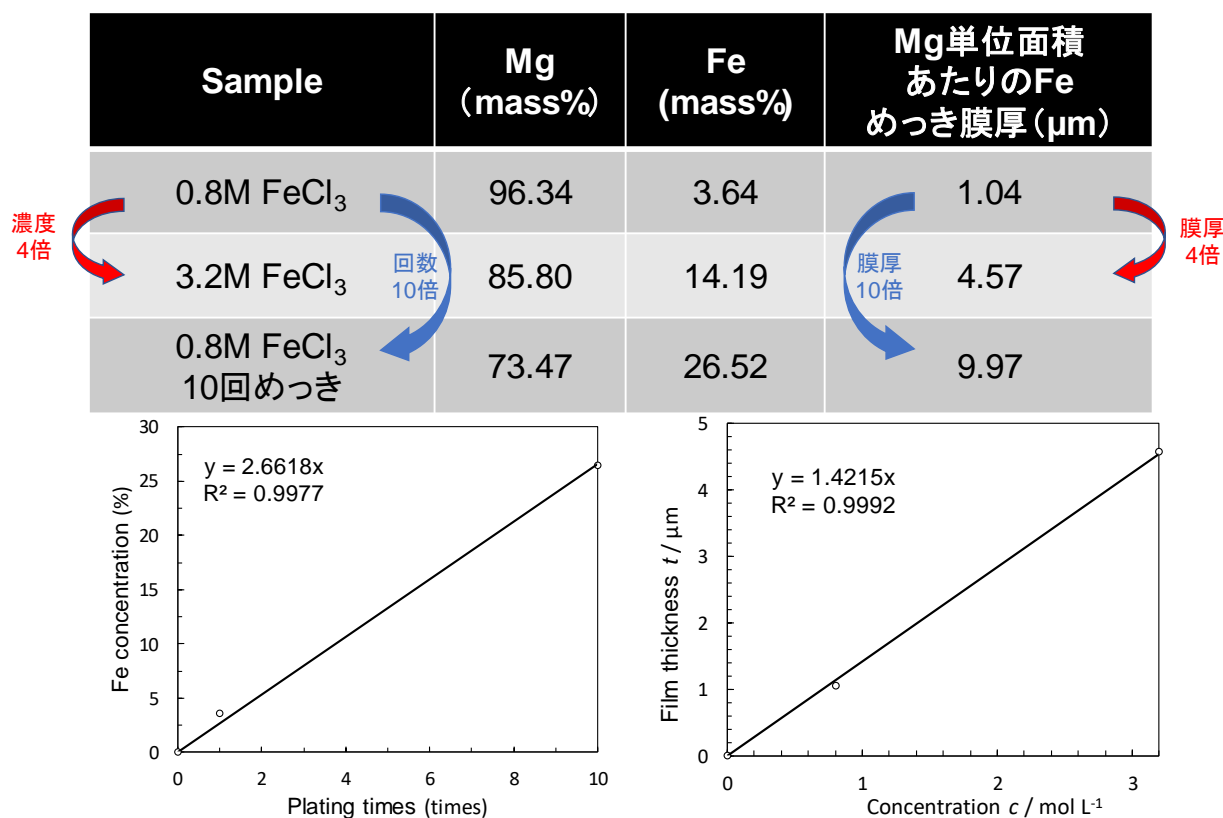 Sample
Mg
（mass%）
Fe
(mass%)
Mg単位面積
あたりのFe
めっき膜厚（μm）
0.8M FeCl₃
96.34
3.64
1.04
濃度
4倍
膜厚
4倍
3.2M FeCl₃
回数
10倍
85.80
14.19
膜厚
10倍
4.57
0.8M FeCl₃
10回めっき
73.47
26.52
9.97
30
25
20
15
10
5
0
Fe concentration (%)
y = 2.6618x
R² = 0.9977
0
2
4
6
8
10
Plating times (times)
5
4
3
2
1
0
Film thickness t / μm
y = 1.4215x
R² = 0.9992
0
1
2
3
Concentration c / mol L⁻¹